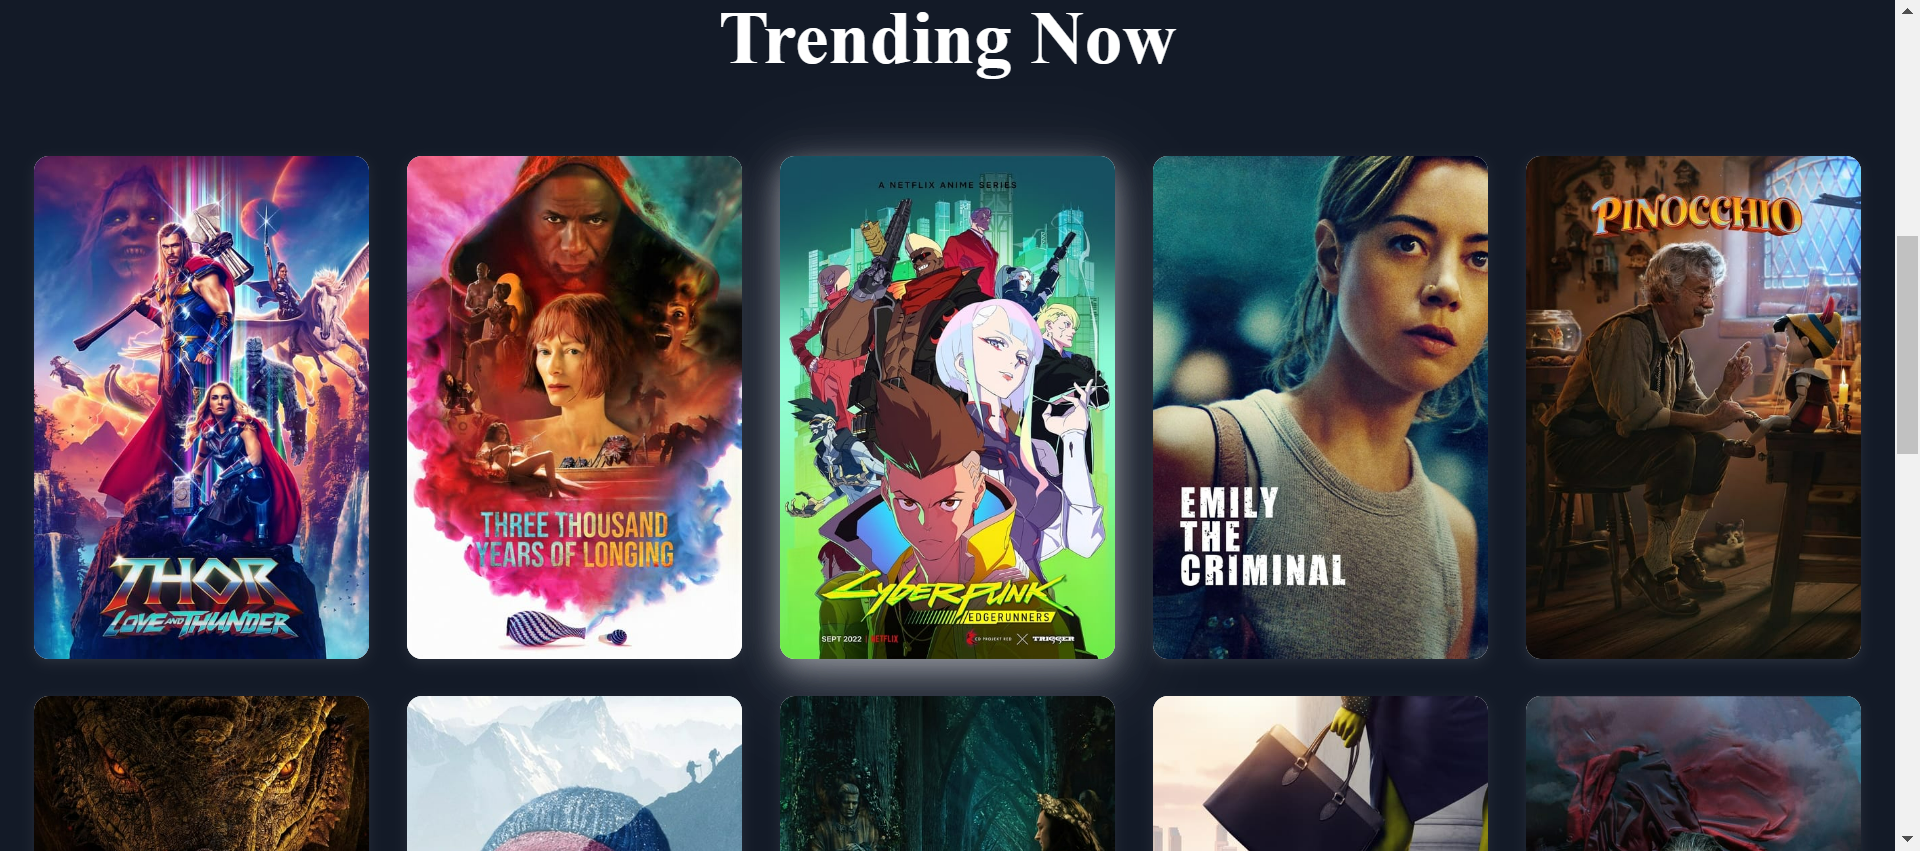 Trending Now
THOR
LOVE AND THUNDER
THREE THOUSAND
YEARS OF LONGING
A NETFLIX ANIME SERIES
Cyberpunk
EDGERUNNERS
SEPT 2022 | NETFLIX
CD PROJEKT RED
TRIGGER
EMILY
THE
CRIMINAL
PINOCCHIO